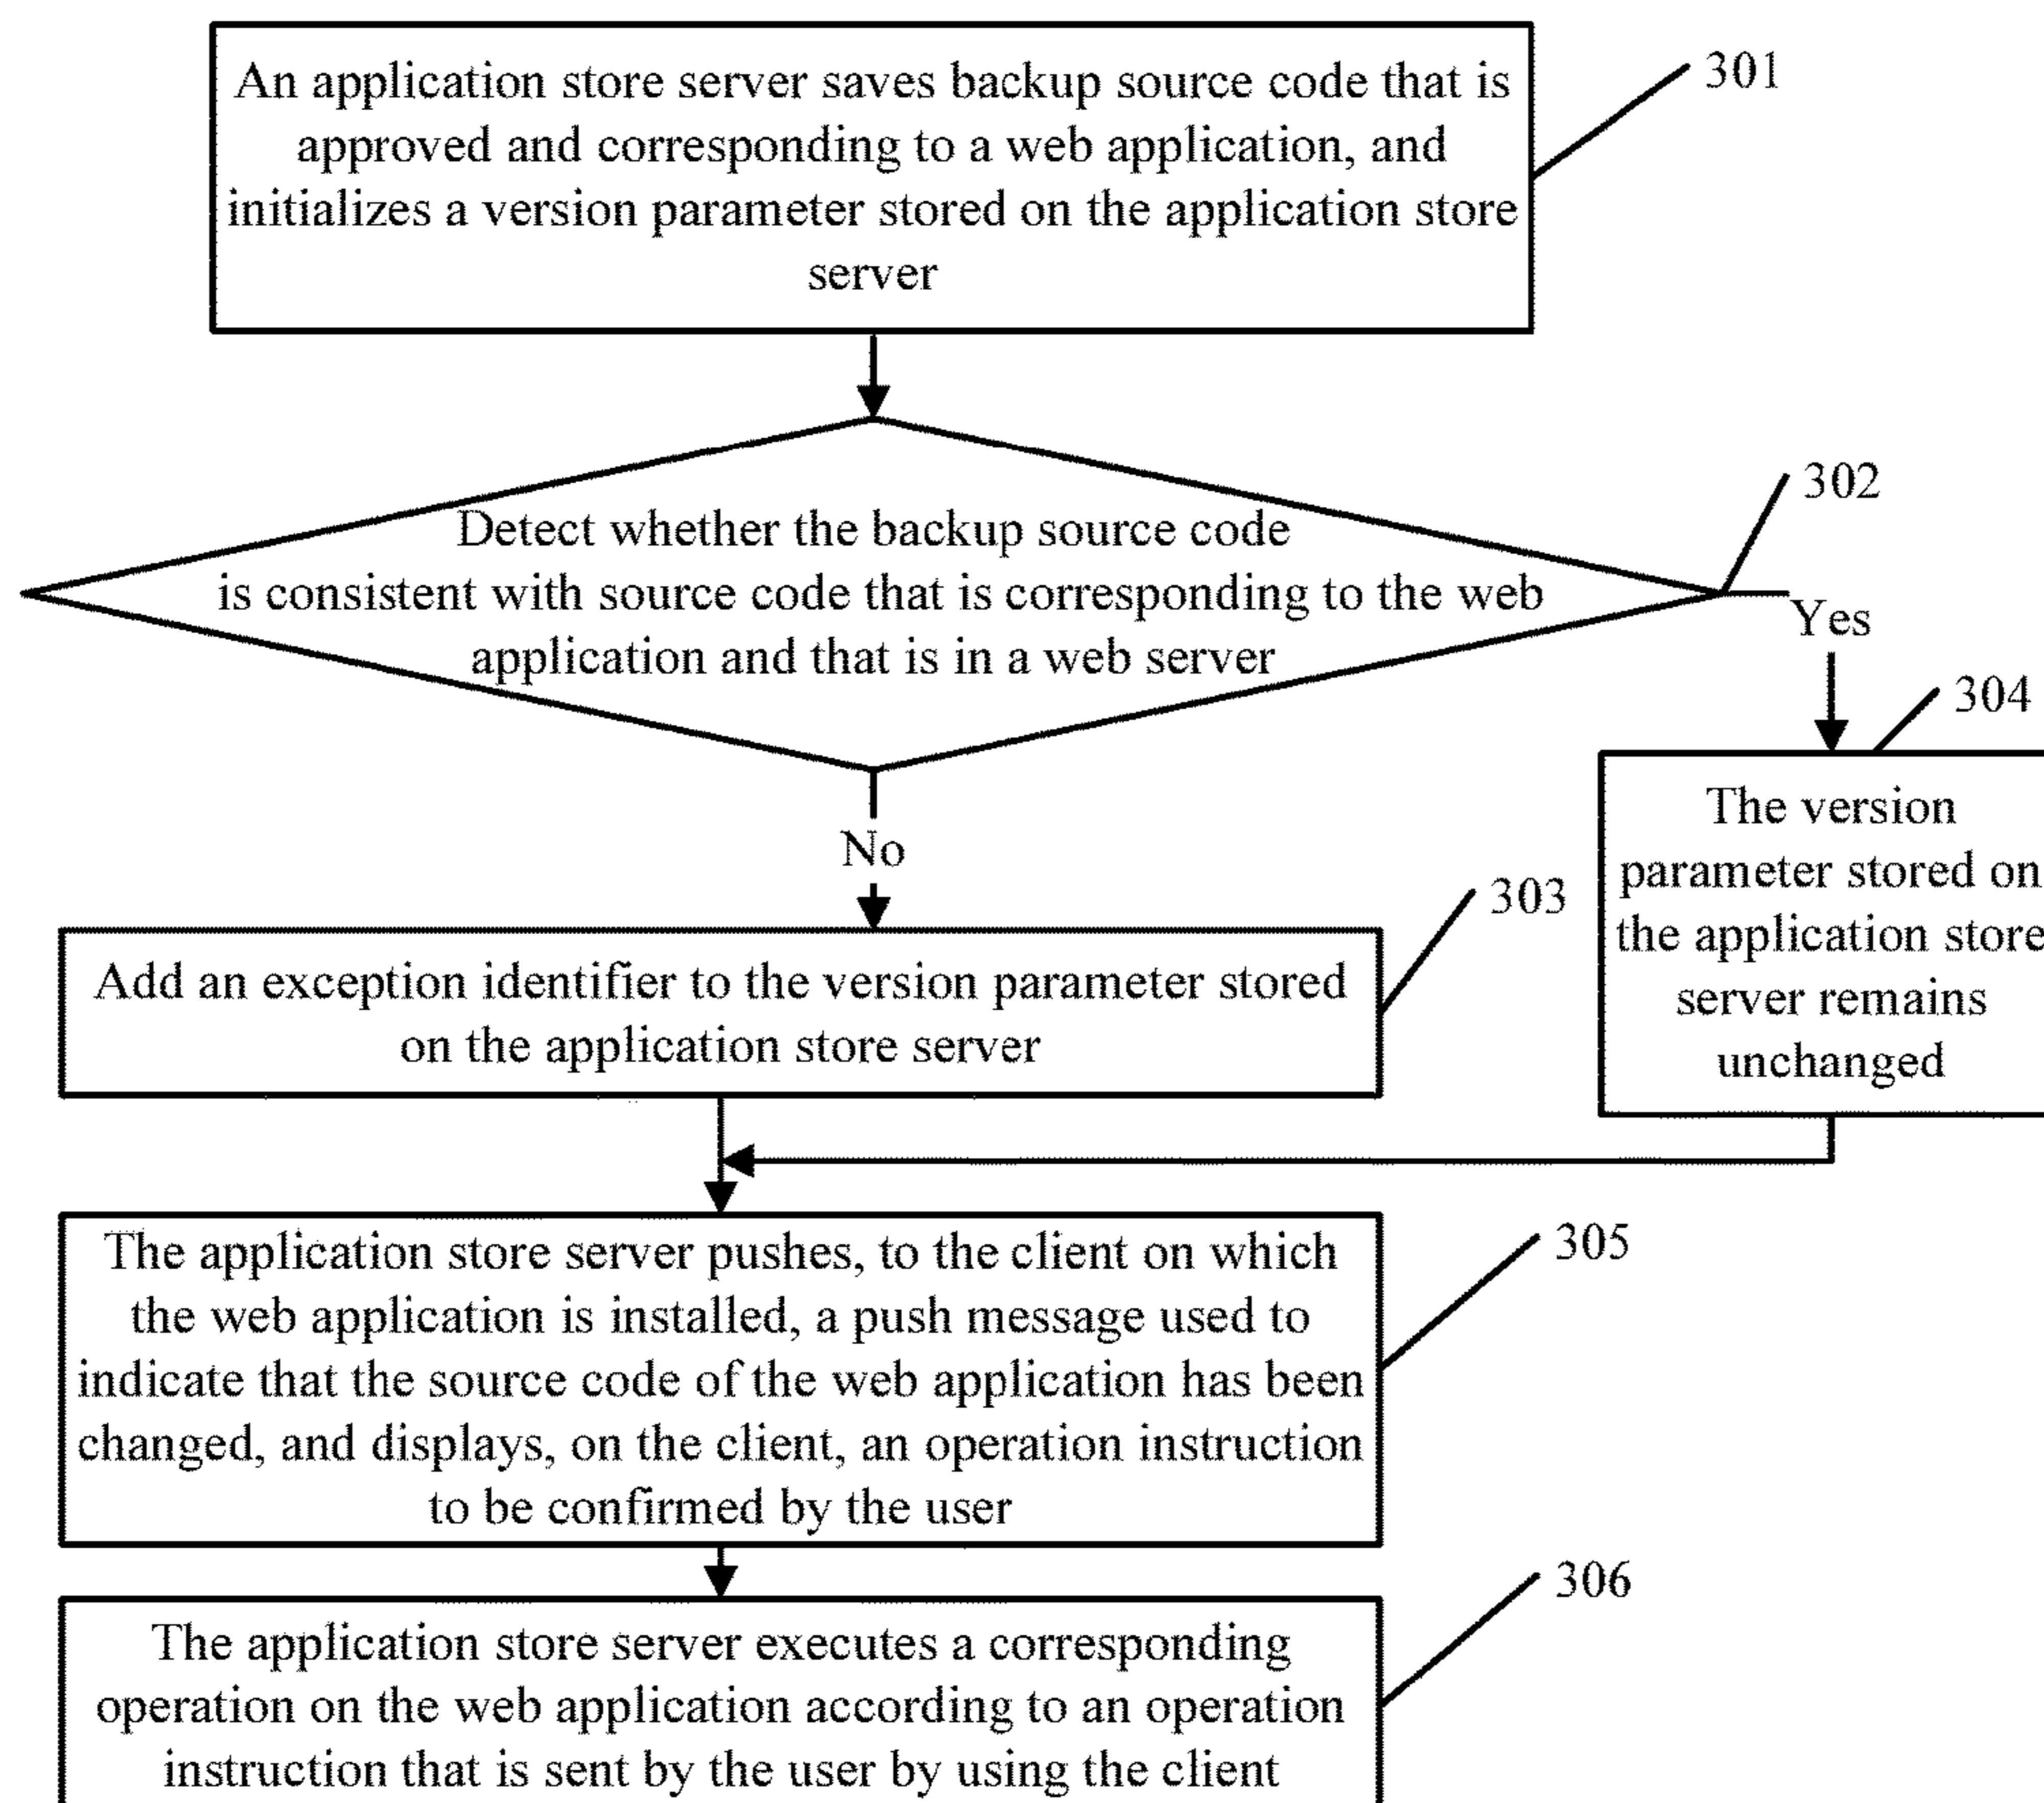 An application store server saves backup source code that is
approved and corresponding to a web application, and
initializes a version parameter stored on the application store
server
301
Detect whether the backup source code
is consistent with source code that is corresponding to the web
application and that is in a web server
302
Yes
No
304
The version
parameter stored on
the application store
server remains
unchanged
303
Add an exception identifier to the version parameter stored
on the application store server
The application store server pushes, to the client on which
the web application is installed, a push message used to
indicate that the source code of the web application has been
changed, and displays, on the client, an operation instruction
to be confirmed by the user
305
The application store server executes a corresponding
operation on the web application according to an operation
instruction that is sent by the user by using the client
306